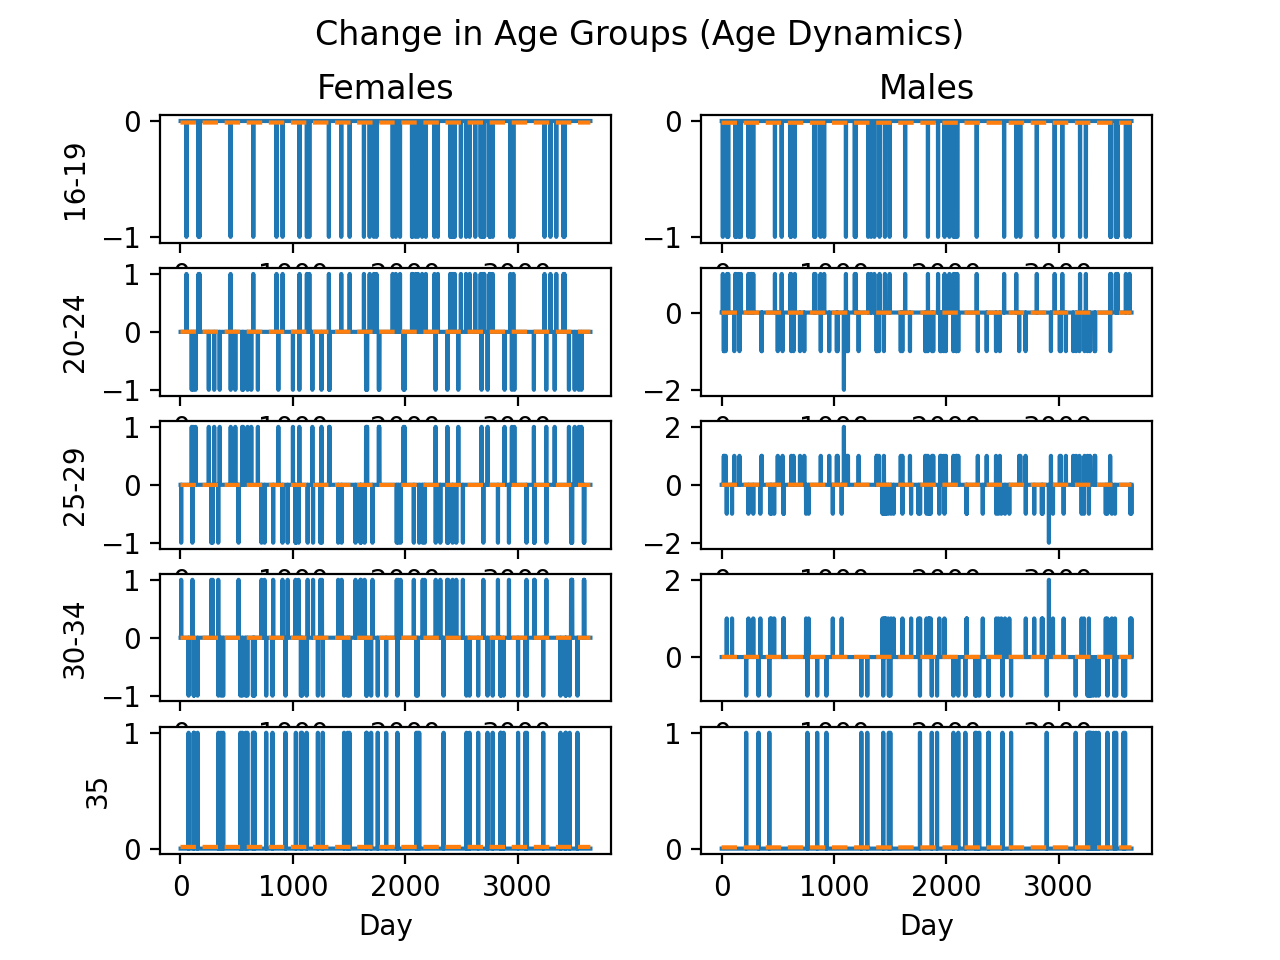 Change in Age Groups (Age Dynamics)
Females Males
16-19 0 −1 0 −1
20-24 1 0 −1 0 −2
25-29 1 0 −1 2 0 −2
30-34 1 0 −1 2 0
35 1 0 1 0
0 1000 2000 3000 0 1000 2000 3000
Day Day